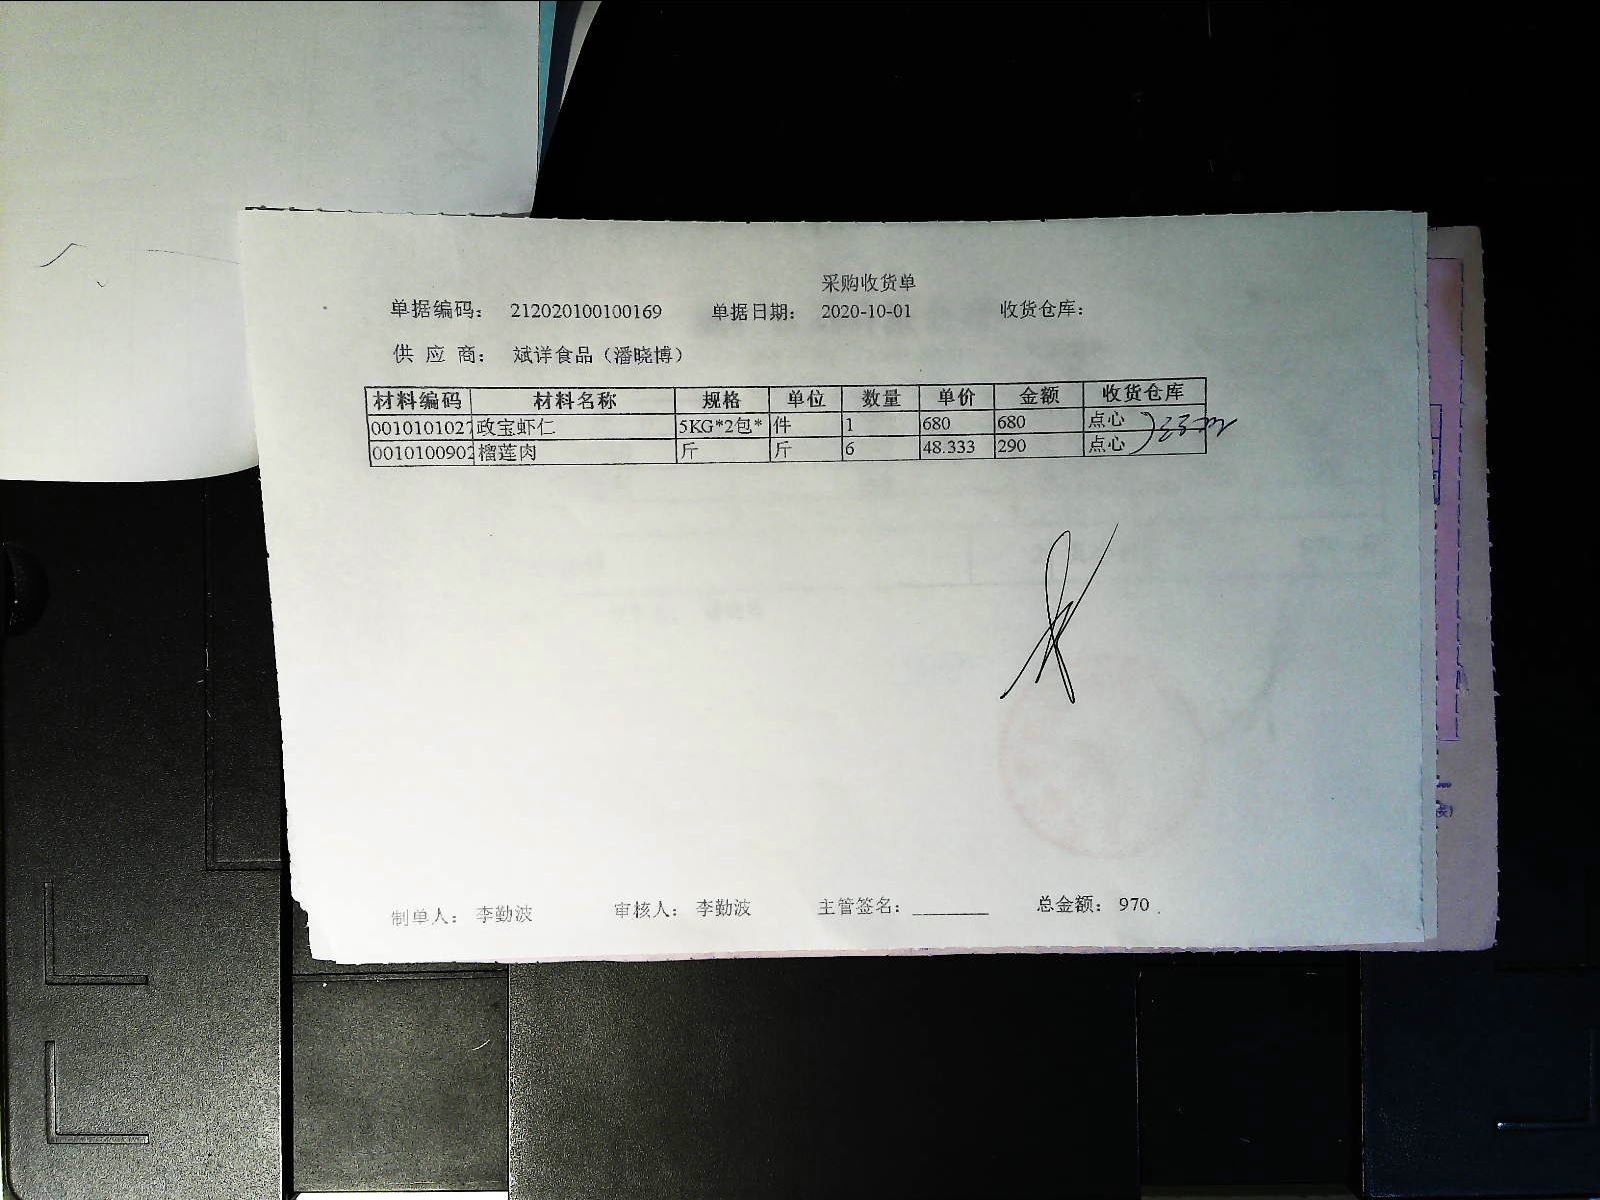 采购收货单
单据编码： 212020100100169 单据日期： 2020-10-01 收货仓库：
供 应 商： 斌详食品（潘晓博）
材料编码 材料名称 规格 单位 数量 单价 金额 收货仓库
0010101027 政宝虾仁 5KG*2包* 件 1 680 680 点心
0010100902 榴莲肉 斤 斤 6 48.333 290 点心
制单人： 李勤波 审核人： 李勤波 主管签名： 总金额： 970